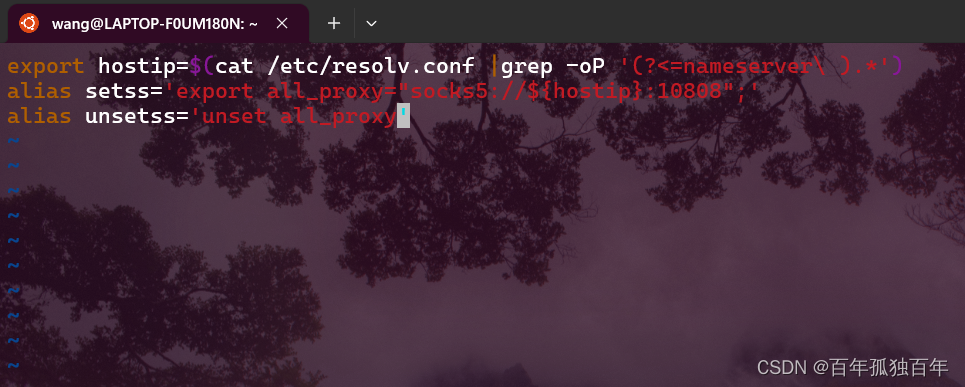 wang@LAPTOP-F0UM180N: ~
export hostip=$(cat /etc/resolv.conf |grep -oP '(?<=nameserver\ ).*')
alias setss='export all_proxy="socks5://${hostip}:10808";'
alias unsetss='unset all_proxy'
~
~
~
~
~
~
~
~
~
~
CSDN @百年孤独百年